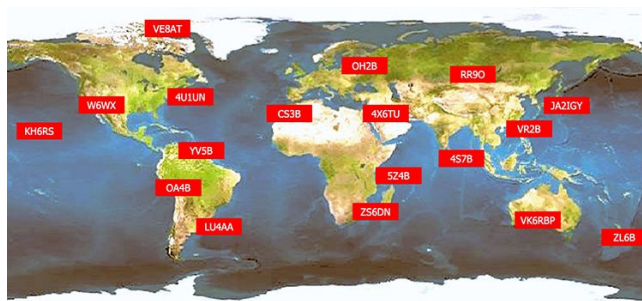 VE8AT
OH2B
RR9O
W6WX
4U1UN
CS3B
4X6TU
JA2IGY
KH6RS
VR2B
YV5B
4S7B
OA4B
5Z4B
ZS6DN
LU4AA
VK6RBP
ZL6B